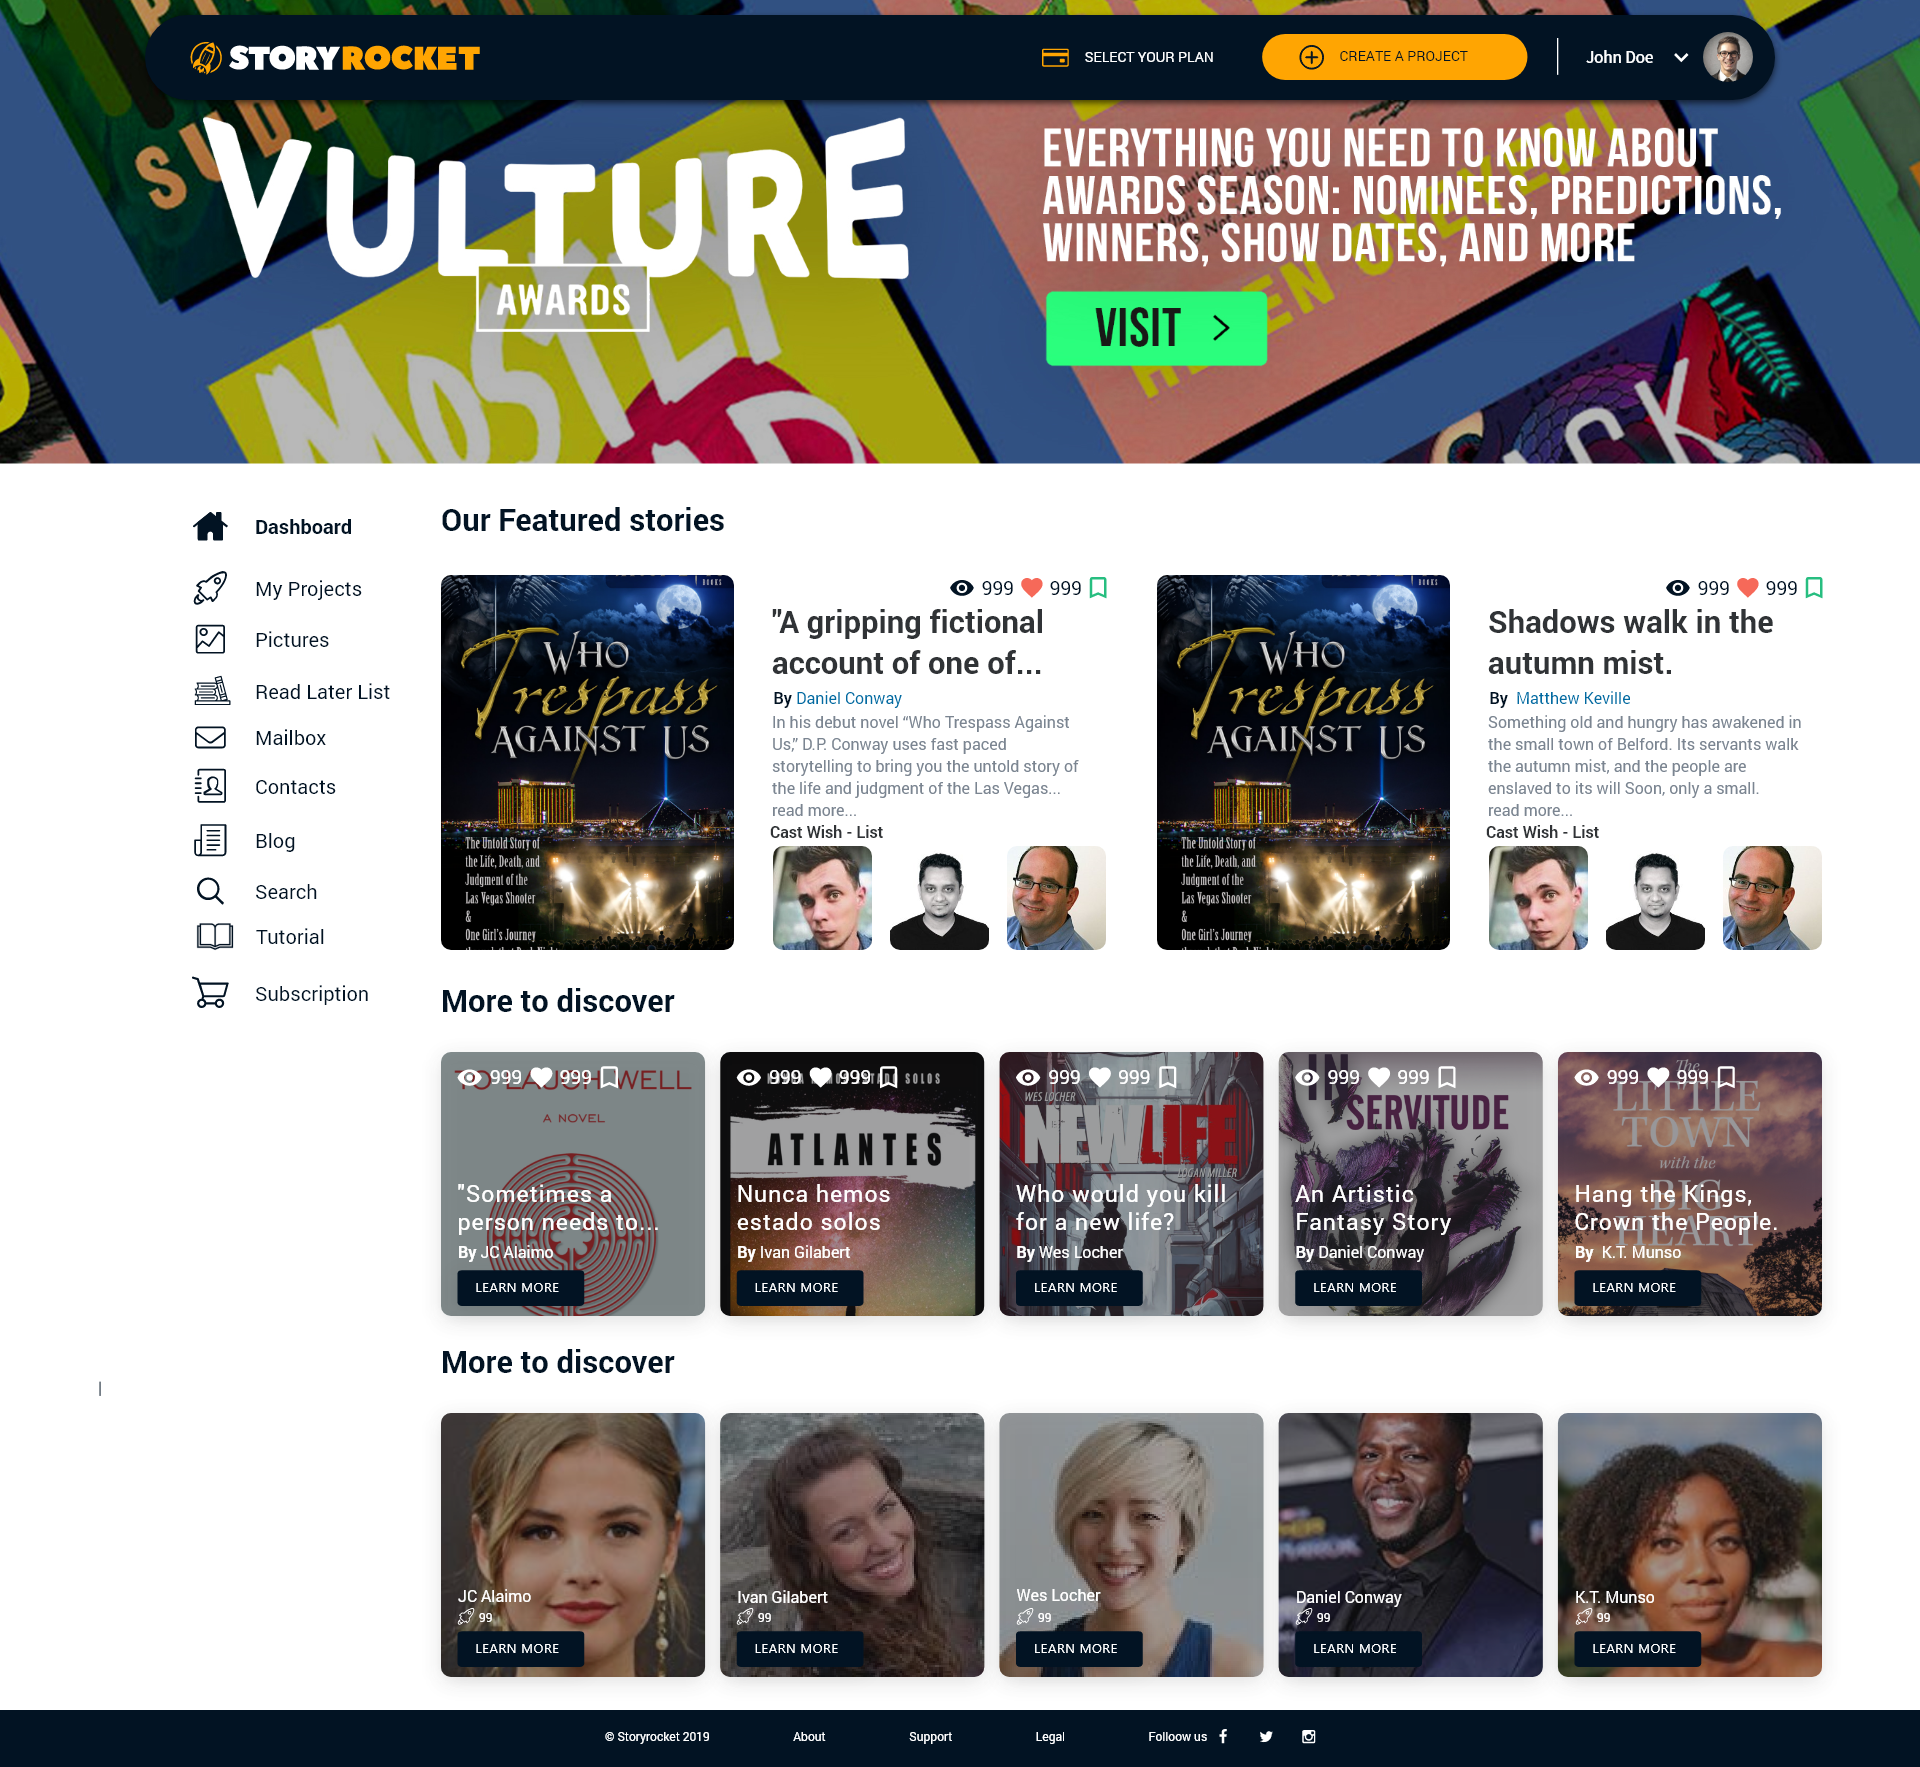 STORYROCKET
SELECT YOUR PLAN
CREATE A PROJECT
John Doe
VULTURE
AWARDS
EVERYTHING YOU NEED TO KNOW ABOUT
AWARDS SEASON: NOMINEES, PREDICTIONS,
WINNERS, SHOW DATES, AND MORE
VISIT
MOSTLY
Dashboard
My Projects
Pictures
Read Later List
Mailbox
Contacts
Blog
Search
Tutorial
Subscription
Our Featured stories
BOOKS
WHO
Trespass
AGAINST US
The Untold Story of
the Life, Death, and
Judgment of the
Las Vegas Shooter
&
One Girl's Journey
999 999
"A gripping fictional
account of one of...
By Daniel Conway
In his debut novel “Who Trespass Against
Us,” D.P. Conway uses fast paced
storytelling to bring you the untold story of
the life and judgment of the Las Vegas...
read more...
Cast Wish - List
BOOKS
WHO
Trespass
AGAINST US
The Untold Story of
the Life, Death, and
Judgment of the
Las Vegas Shooter
&
One Girl's Journey
999 999
Shadows walk in the
autumn mist.
By Matthew Keville
Something old and hungry has awakened in
the small town of Belford. Its servants walk
the autumn mist, and the people are
enslaved to its will Soon, only a small.
read more...
Cast Wish - List
More to discover
999 999
TO LAUGH WELL
A NOVEL
"Sometimes a
person needs to...
By JC Alaimo
LEARN MORE
999 999
SOLOS
ATLANTES
Nunca hemos
estado solos
By Ivan Gilabert
LEARN MORE
999 999
WES LOCHER
NEW LIFE
LOGAN MILLER
Who would you kill
for a new life?
By Wes Locher
LEARN MORE
999 999
IN
SERVITUDE
An Artistic
Fantasy Story
By Daniel Conway
LEARN MORE
999 999
The
LITTLE
TOWN
with the
BIG
HEART
Hang the Kings,
Crown the People.
By K.T. Munso
LEARN MORE
More to discover
JC Alaimo
99
LEARN MORE
Ivan Gilabert
99
LEARN MORE
Wes Locher
99
LEARN MORE
Daniel Conway
99
LEARN MORE
K.T. Munso
99
LEARN MORE
© Storyrocket 2019
About
Support
Legal
Folloow us